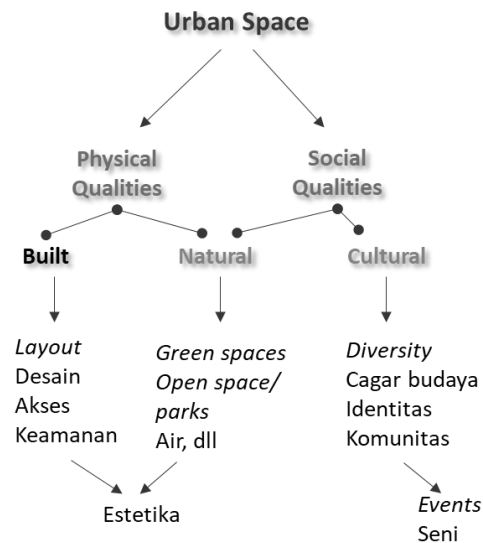 Urban Space
Physical
Qualities
Social
Qualities
Built
Natural
Cultural
Layout
Desain
Akses
Keamanan
Green spaces
Open space/
parks
Air, dll
Diversity
Cagar budaya
Identitas
Komunitas
Estetika
Events
Seni